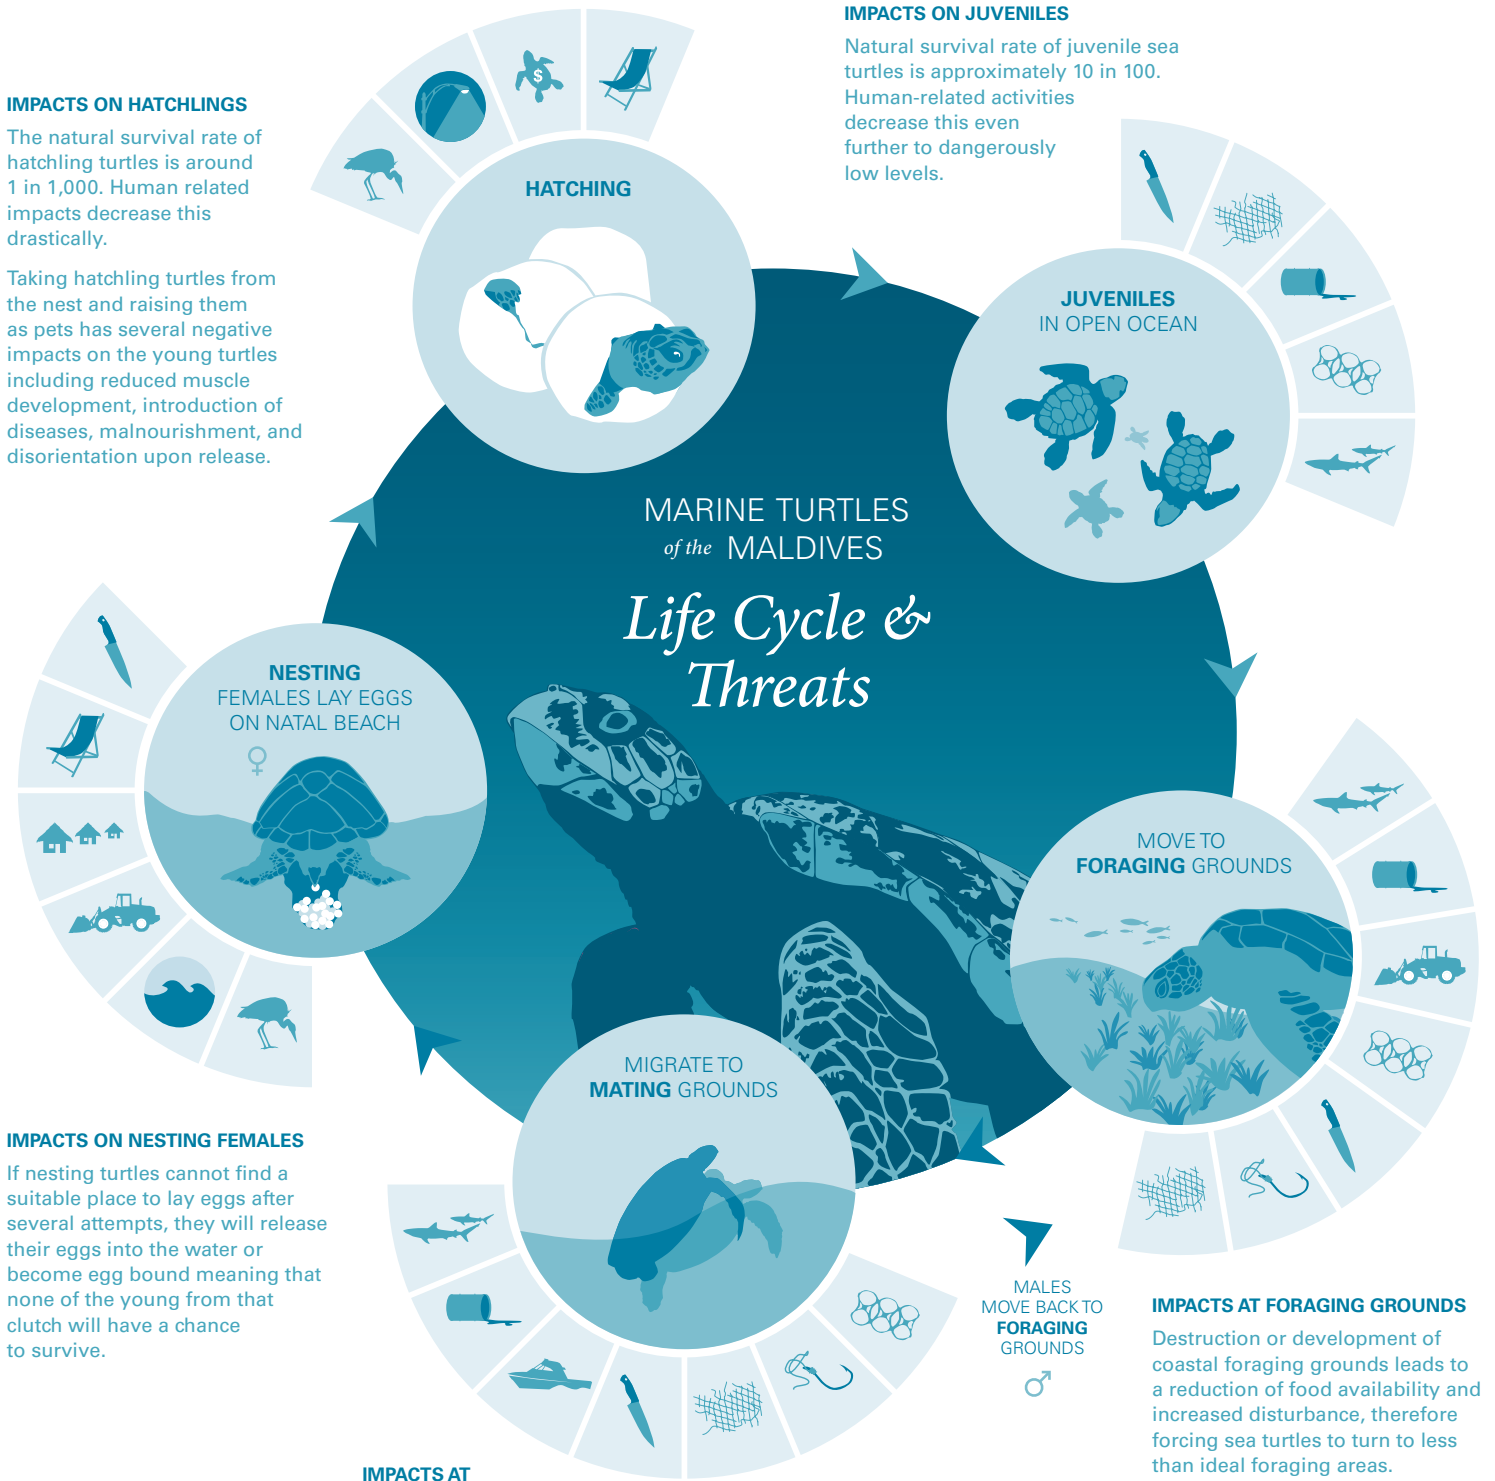 IMPACTS ON JUVENILES
Natural survival rate of juvenile sea
turtles is approximately 10 in 100.
Human-related activities
decrease this even
further to dangerously
low levels.
IMPACTS ON HATCHLINGS
The natural survival rate of
hatchling turtles is around
1 in 1,000. Human related
impacts decrease this
drastically.
Taking hatchling turtles from
the nest and raising them
as pets has several negative
impacts on the young turtles
including reduced muscle
development, introduction of
diseases, malnourishment, and
disorientation upon release.
$
HATCHING
JUVENILES
IN OPEN OCEAN
MARINE TURTLES
of the MALDIVES
Life Cycle &
Threats
NESTING
FEMALES LAY EGGS
ON NATAL BEACH
♀
MOVE TO
FORAGING GROUNDS
MIGRATE TO
MATING GROUNDS
IMPACTS ON NESTING FEMALES
If nesting turtles cannot find a
suitable place to lay eggs after
several attempts, they will release
their eggs into the water or
become egg bound meaning that
none of the young from that
clutch will have a chance
to survive.
MALES
MOVE BACK TO
FORAGING
GROUNDS
♂
IMPACTS AT FORAGING GROUNDS
Destruction or development of
coastal foraging grounds leads to
a reduction of food availability and
increased disturbance, therefore
forcing sea turtles to turn to less
than ideal foraging areas.
IMPACTS AT